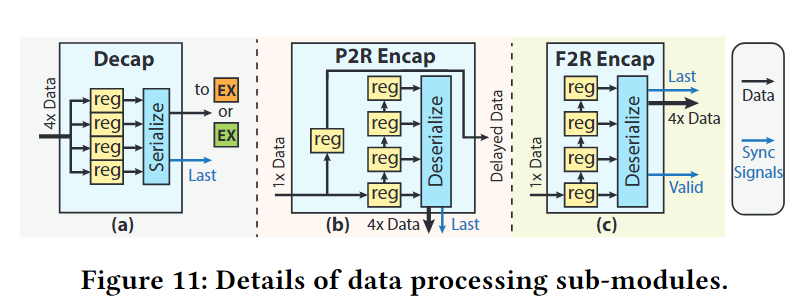 Decap
4x Data
reg
reg
reg
reg
Serialize
to EX
or
EX
Last
(a)
P2R Encap
1x Data
reg
reg
reg
reg
reg
Deserialize
Delayed Data
(b)
4x Data
Last
F2R Encap
1x Data
reg
reg
reg
reg
Deserialize
Last
4x Data
Valid
(c)
Data
Sync
Signals
Figure 11: Details of data processing sub-modules.